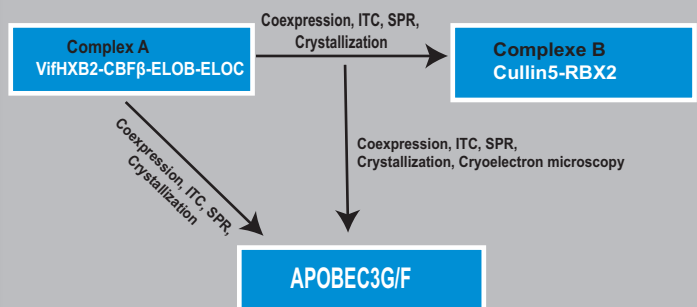 Coexpression, ITC, SPR,
Crystallization
Complex A
VifHXB2-CBFβ-ELOB-ELOC
Complexe B
Cullin5-RBX2
Coexpression, ITC, SPR,
Crystallization
Coexpression, ITC, SPR,
Crystallization, Cryoelectron microscopy
APOBEC3G/F